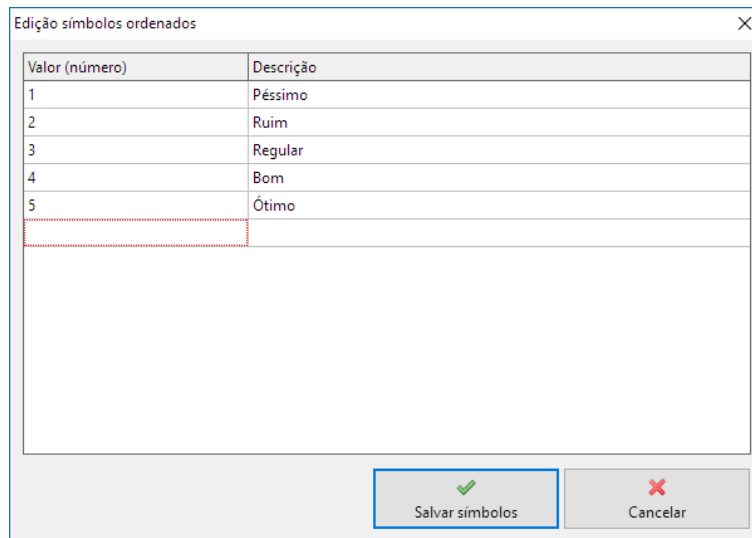 Edição símbolos ordenados
Valor (número) Descrição
1 Péssimo
2 Ruim
3 Regular
4 Bom
5 Ótimo
Salvar símbolos Cancelar